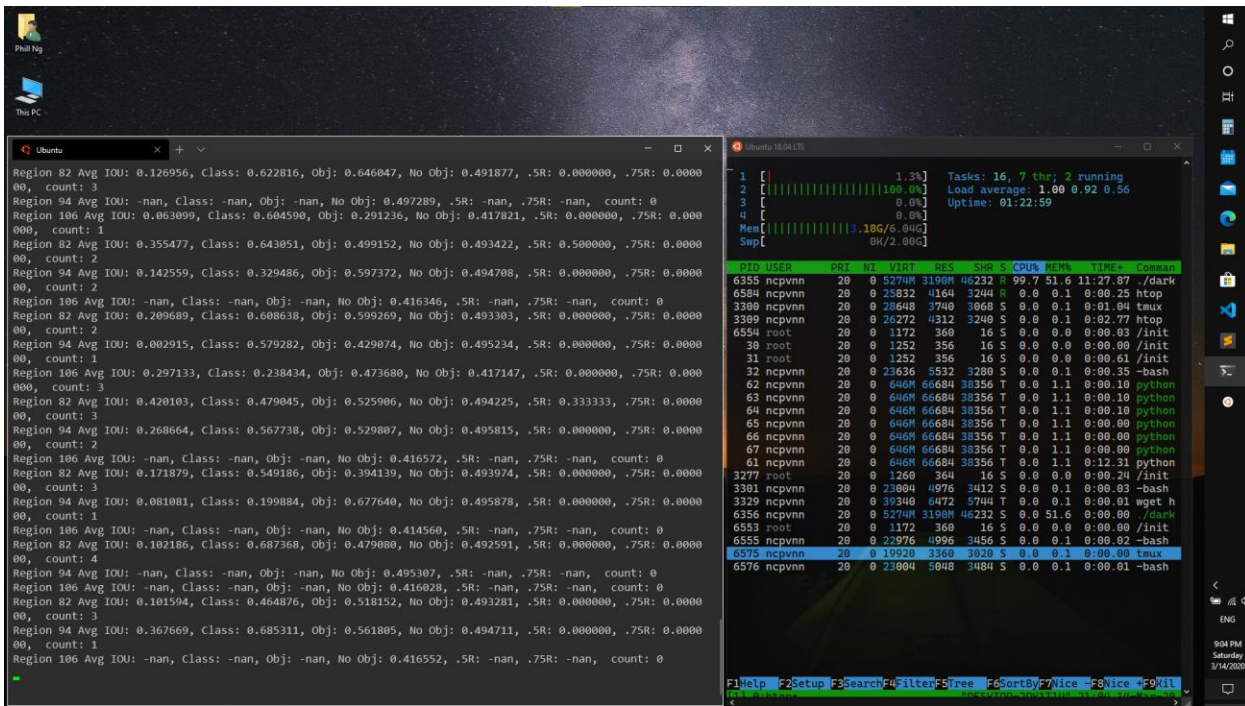 Phill Ng
This PC
Ubuntu
Region 82 Avg IOU: 0.126956, Class: 0.622816, Obj: 0.646047, No Obj: 0.491877, .5R: 0.000000, .75R: 0.0000
00, count: 3
Region 94 Avg IOU: -nan, Class: -nan, Obj: -nan, No Obj: 0.497289, .5R: -nan, .75R: -nan, count: 0
Region 106 Avg IOU: 0.063099, Class: 0.604590, Obj: 0.291236, No Obj: 0.417821, .5R: 0.000000, .75R: 0.000
000, count: 1
Region 82 Avg IOU: 0.355477, Class: 0.643051, Obj: 0.499152, No Obj: 0.493422, .5R: 0.500000, .75R: 0.0000
00, count: 2
Region 94 Avg IOU: 0.142559, Class: 0.329486, Obj: 0.597372, No Obj: 0.494708, .5R: 0.000000, .75R: 0.0000
00, count: 2
Region 106 Avg IOU: -nan, Class: -nan, Obj: -nan, No Obj: 0.416346, .5R: -nan, .75R: -nan, count: 0
Region 82 Avg IOU: 0.209689, Class: 0.608638, Obj: 0.599269, No Obj: 0.493303, .5R: 0.000000, .75R: 0.0000
00, count: 2
Region 94 Avg IOU: 0.002915, Class: 0.579282, Obj: 0.429074, No Obj: 0.495234, .5R: 0.000000, .75R: 0.0000
00, count: 1
Region 106 Avg IOU: 0.297133, Class: 0.238434, Obj: 0.473680, No Obj: 0.417147, .5R: 0.000000, .75R: 0.000
000, count: 3
Region 82 Avg IOU: 0.420103, Class: 0.479045, Obj: 0.525906, No Obj: 0.494225, .5R: 0.333333, .75R: 0.0000
00, count: 3
Region 94 Avg IOU: 0.268664, Class: 0.567738, Obj: 0.529807, No Obj: 0.495815, .5R: 0.000000, .75R: 0.0000
00, count: 2
Region 106 Avg IOU: -nan, Class: -nan, Obj: -nan, No Obj: 0.416572, .5R: -nan, .75R: -nan, count: 0
Region 82 Avg IOU: 0.171879, Class: 0.549186, Obj: 0.394139, No Obj: 0.493974, .5R: 0.000000, .75R: 0.0000
00, count: 3
Region 94 Avg IOU: 0.081081, Class: 0.199884, Obj: 0.677640, No Obj: 0.495878, .5R: 0.000000, .75R: 0.0000
00, count: 1
Region 106 Avg IOU: -nan, Class: -nan, Obj: -nan, No Obj: 0.414560, .5R: -nan, .75R: -nan, count: 0
Region 82 Avg IOU: 0.102186, Class: 0.687368, Obj: 0.479080, No Obj: 0.492591, .5R: 0.000000, .75R: 0.0000
00, count: 4
Region 94 Avg IOU: -nan, Class: -nan, Obj: -nan, No Obj: 0.495307, .5R: -nan, .75R: -nan, count: 0
Region 106 Avg IOU: -nan, Class: -nan, Obj: -nan, No Obj: 0.416028, .5R: -nan, .75R: -nan, count: 0
Region 82 Avg IOU: 0.101594, Class: 0.464876, Obj: 0.518152, No Obj: 0.493281, .5R: 0.000000, .75R: 0.0000
00, count: 3
Region 94 Avg IOU: 0.367669, Class: 0.685311, Obj: 0.561805, No Obj: 0.494711, .5R: 0.000000, .75R: 0.0000
00, count: 1
Region 106 Avg IOU: -nan, Class: -nan, Obj: -nan, No Obj: 0.416552, .5R: -nan, .75R: -nan, count: 0
Ubuntu 18.04 LTS
1 [| 1.3%] Tasks: 16, 7 thr; 2 running
2 [||||||||||||||||||100.0%] Load average: 1.00 0.92 0.56
3 [ 0.0%] Uptime: 01:22:59
4 [ 0.0%]
Mem[|||||||||||||3.18G/6.04G]
Swp[ 0K/2.00G]
PID USER PRI NI VIRT RES SHR S CPU% MEM% TIME+ Comman
6355 ncpvnn 20 0 5274M 3190M 46232 R 99.7 51.6 11:27.87 ./dark
6584 ncpvnn 20 0 25832 4164 3244 R 0.0 0.1 0:00.25 htop
3300 ncpvnn 20 0 28648 3740 3068 S 0.0 0.1 0:01.04 tmux
3309 ncpvnn 20 0 26272 4312 3240 S 0.0 0.1 0:02.77 htop
6554 root 20 0 1172 360 16 S 0.0 0.0 0:00.03 /init
30 root 20 0 1252 356 16 S 0.0 0.0 0:00.00 /init
31 root 20 0 1252 356 16 S 0.0 0.0 0:00.61 /init
32 ncpvnn 20 0 23636 5532 3280 S 0.0 0.1 0:00.35 -bash
62 ncpvnn 20 0 646M 66684 38356 T 0.0 1.1 0:00.10 python
63 ncpvnn 20 0 646M 66684 38356 T 0.0 1.1 0:00.10 python
64 ncpvnn 20 0 646M 66684 38356 T 0.0 1.1 0:00.10 python
65 ncpvnn 20 0 646M 66684 38356 T 0.0 1.1 0:00.00 python
66 ncpvnn 20 0 646M 66684 38356 T 0.0 1.1 0:00.00 python
67 ncpvnn 20 0 646M 66684 38356 T 0.0 1.1 0:00.00 python
61 ncpvnn 20 0 646M 66684 38356 T 0.0 1.1 0:12.31 python
3277 root 20 0 1260 364 16 S 0.0 0.0 0:00.24 /init
3301 ncpvnn 20 0 23004 4976 3412 S 0.0 0.1 0:00.03 -bash
3329 ncpvnn 20 0 39340 6472 5744 T 0.0 0.1 0:00.01 wget h
6356 ncpvnn 20 0 5274M 3190M 46232 S 0.0 51.6 0:00.00 ./dark
6553 root 20 0 1172 360 16 S 0.0 0.0 0:00.00 /init
6555 ncpvnn 20 0 22976 4996 3456 S 0.0 0.1 0:00.02 -bash
6575 ncpvnn 20 0 19920 3360 3020 S 0.0 0.1 0:00.00 tmux
6576 ncpvnn 20 0 23004 5048 3484 S 0.0 0.1 0:00.01 -bash
F1Help F2Setup F3SearchF4FilterF5Tree F6SortByF7Nice -F8Nice +F9Kil
ENG
9:04 PM
Saturday
3/14/2020